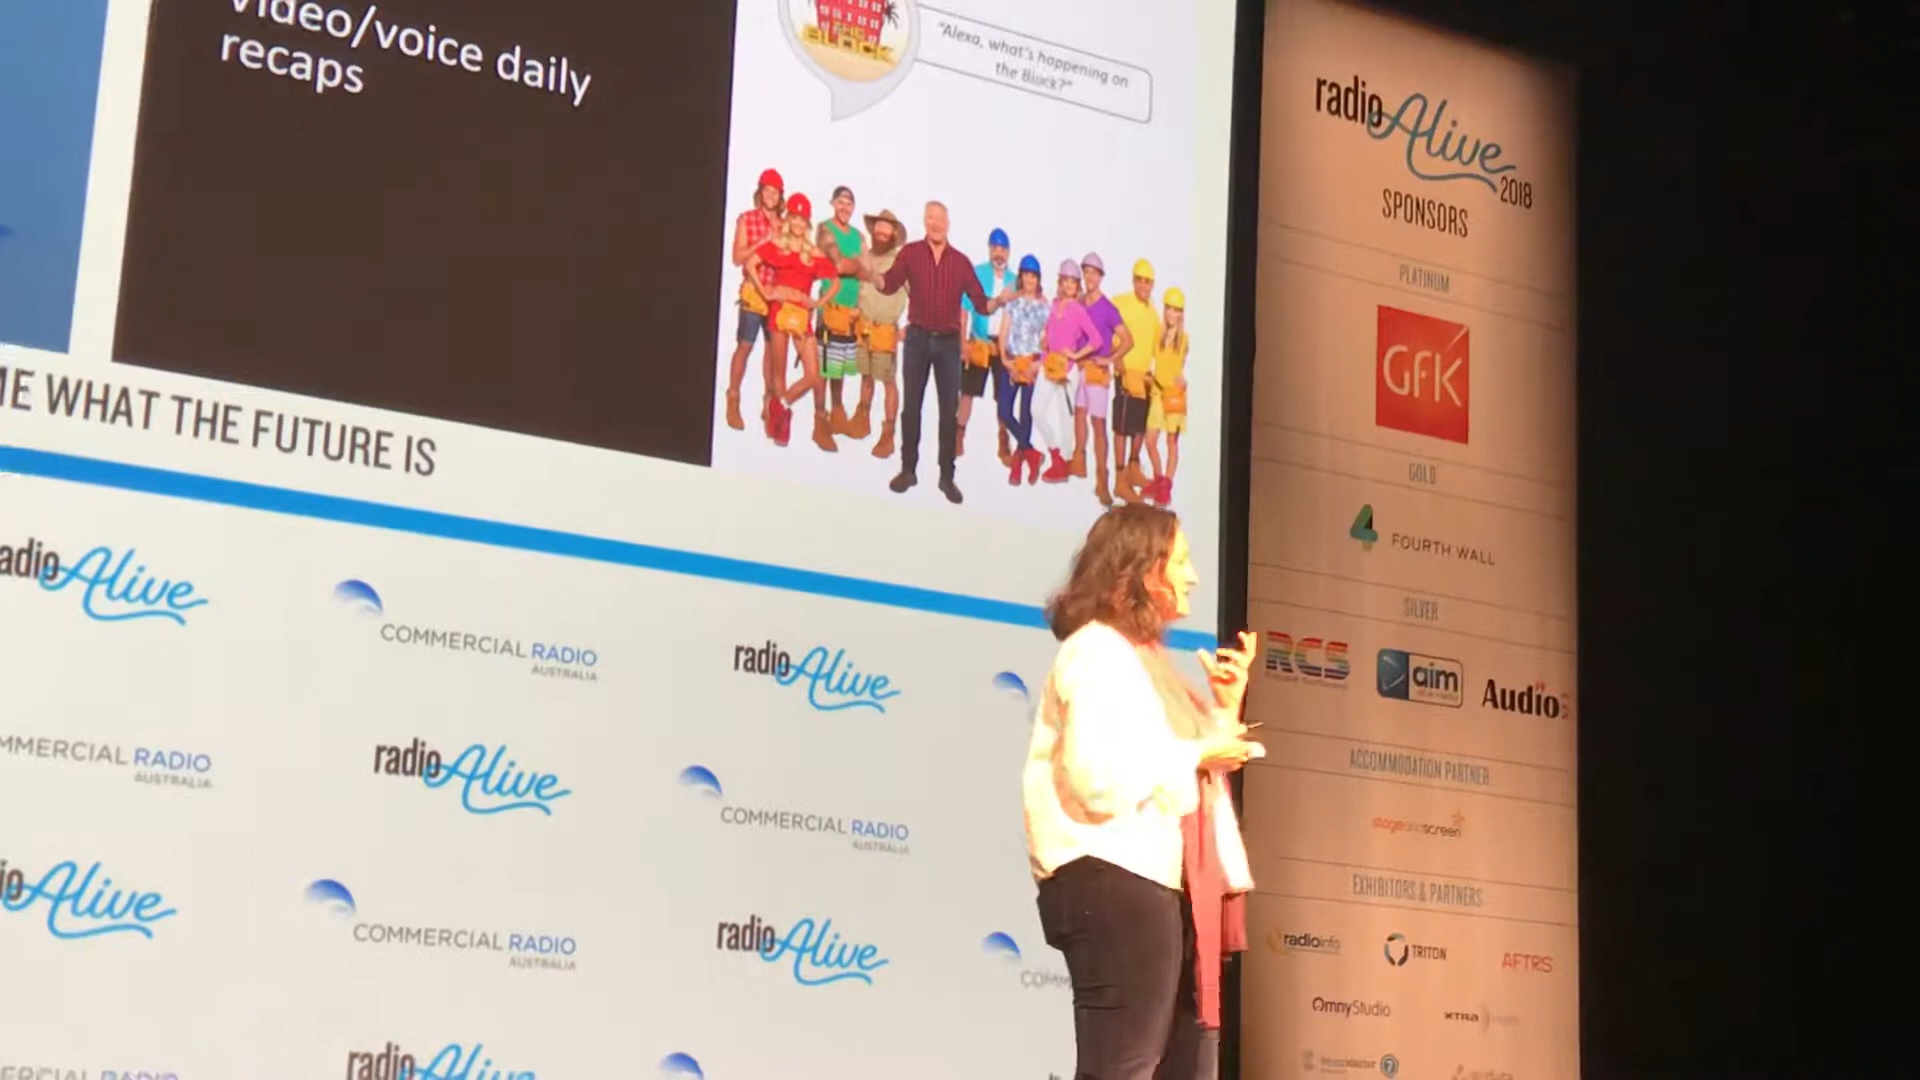 video/voice daily
recaps
THE
BLOCK
"Alexa, what's happening on
the Block?"
WHAT THE FUTURE IS
radio Alive
COMMERCIAL RADIO
AUSTRALIA
radio Alive
COMMERCIAL RADIO
AUSTRALIA
radio Alive
COMMERCIAL RADIO
AUSTRALIA
Alive
COMMERCIAL RADIO
AUSTRALIA
radio Alive
radio Alive
radio Alive
2018
SPONSORS
PLATINUM
GFK
GOLD
4 FOURTH WALL
SILVER
RCS
aim
Audio
ACCOMMODATION PARTNER
stageandscreen
EXHIBITORS & PARTNERS
radioinfo
TRITON
AFTRS
OmnyStudio
XTRA